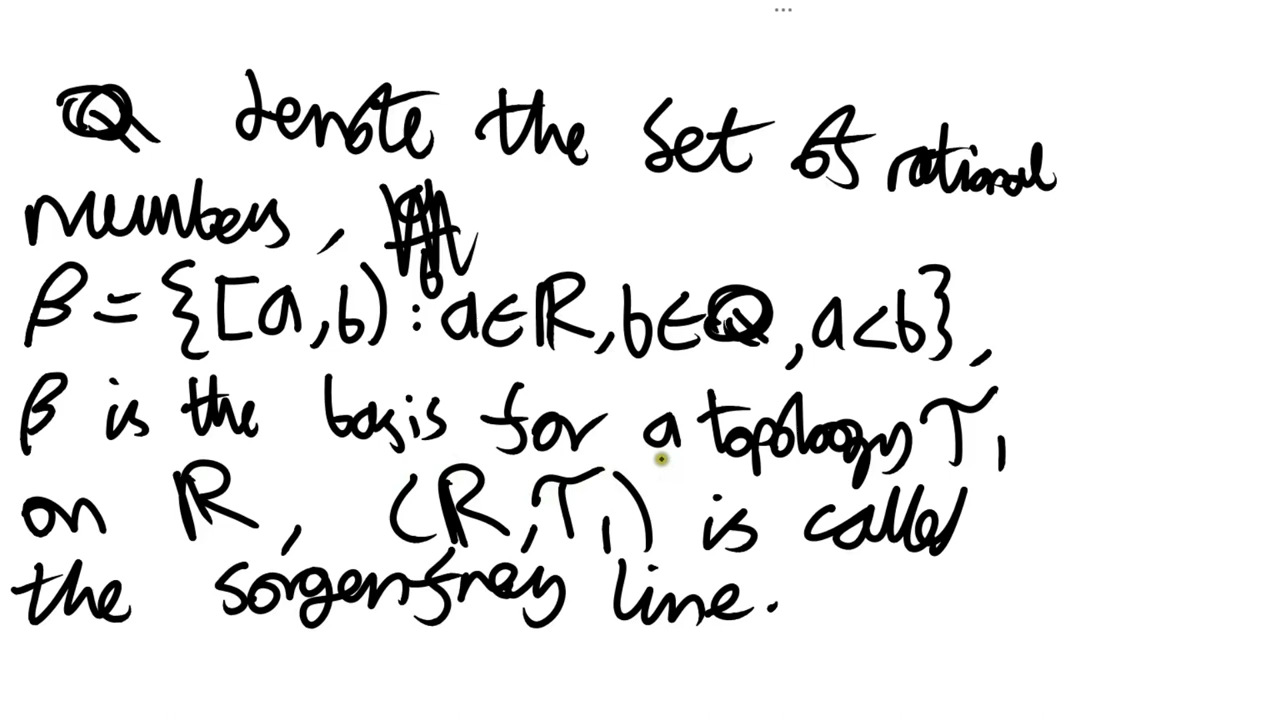 ℚ denote the set of rational
numbers,
β = {[a,b) : a∈ℝ, b∈ℚ, a<b},
β is the basis for a topology T₁
on ℝ, (ℝ,T₁) is called
the sorgenfrey line.